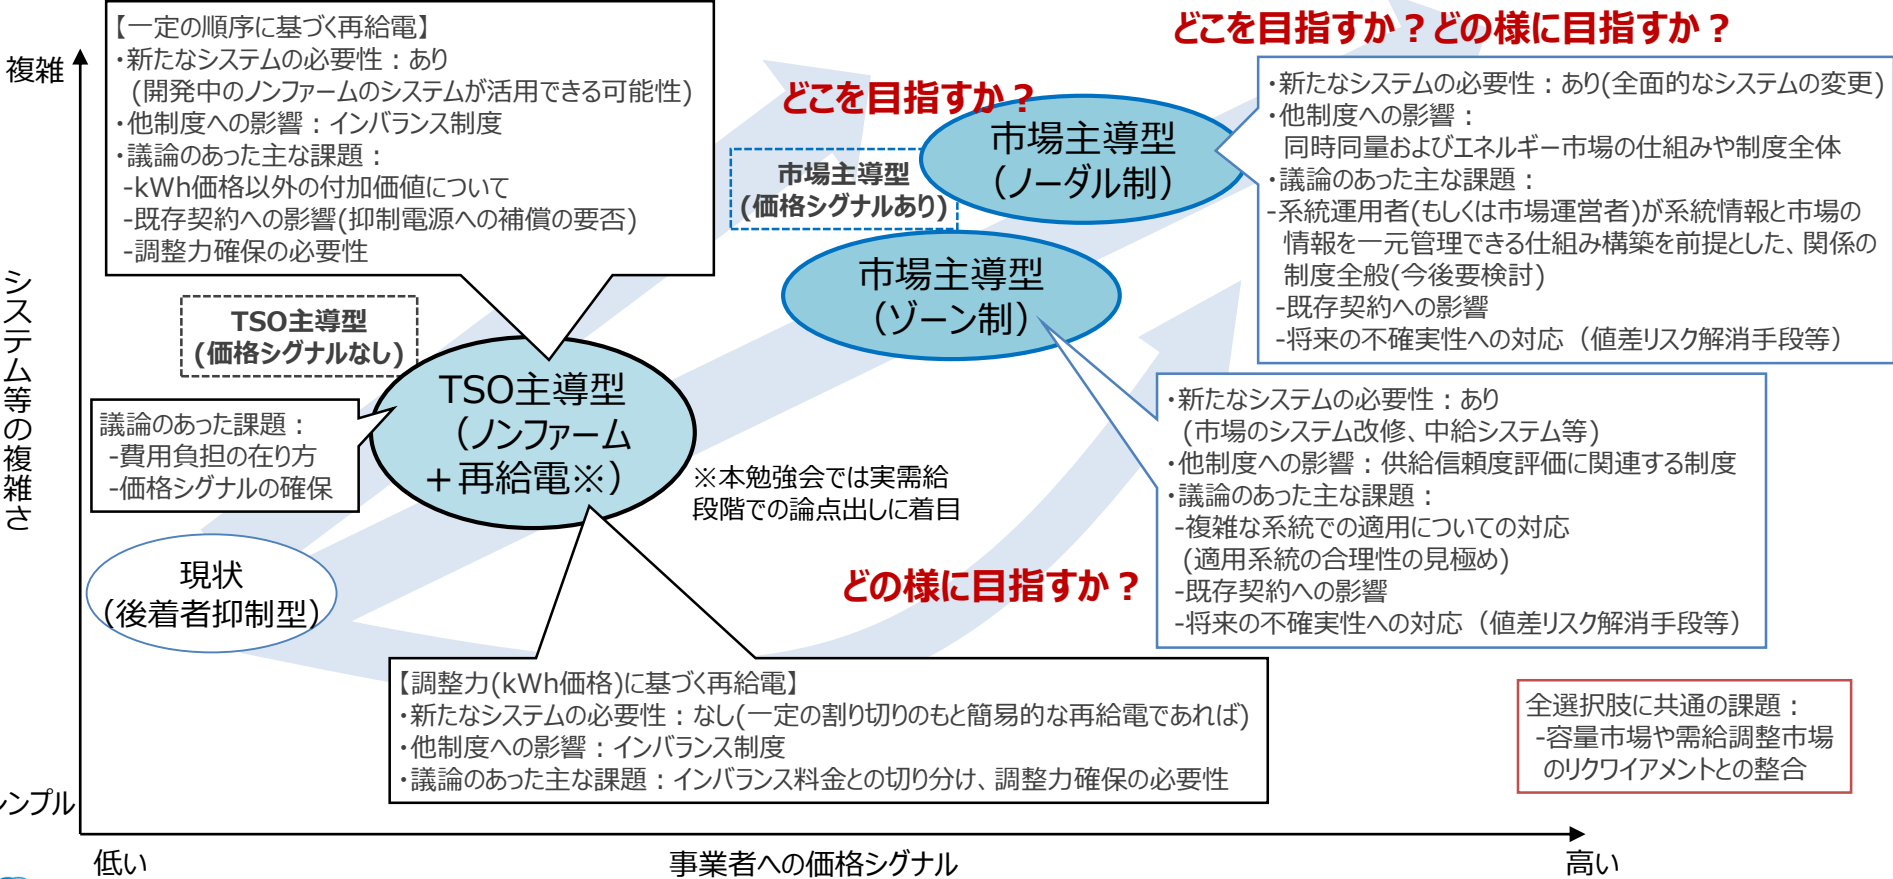 どこを目指すか？どの様に目指すか？
複雑
【一定の順序に基づく再給電】
・新たなシステムの必要性：あり
(開発中のノンファームのシステムが活用できる可能性)
・他制度への影響：インバランス制度
・議論のあった主な課題：
-kWh価格以外の付加価値について
-既存契約への影響(抑制電源への補償の要否)
-調整力確保の必要性
どこを目指すか？
市場主導型
(価格シグナルあり)
市場主導型
（ノーダル制）
・新たなシステムの必要性：あり(全面的なシステムの変更)
・他制度への影響：
同時同量およびエネルギー市場の仕組みや制度全体
・議論のあった主な課題：
-系統運用者(もしくは市場運営者)が系統情報と市場の
情報を一元管理できる仕組み構築を前提とした、関係の
制度全般(今後要検討)
-既存契約への影響
-将来の不確実性への対応（値差リスク解消手段等）
市場主導型
（ゾーン制）
システム等の複雑さ
TSO主導型
(価格シグナルなし)
TSO主導型
（ノンファーム
＋再給電※）
議論のあった課題：
-費用負担の在り方
-価格シグナルの確保
※本勉強会では実需給
段階での論点出しに着目
・新たなシステムの必要性：あり
(市場のシステム改修、中給システム等)
・他制度への影響：供給信頼度評価に関連する制度
・議論のあった主な課題：
-複雑な系統での適用についての対応
(適用系統の合理性の見極め)
-既存契約への影響
-将来の不確実性への対応（値差リスク解消手段等）
現状
（後着者抑制型）
どの様に目指すか？
【調整力(kWh価格)に基づく再給電】
・新たなシステムの必要性：なし(一定の割り切りのもと簡易的な再給電であれば)
・他制度への影響：インバランス制度
・議論のあった主な課題：インバランス料金との切り分け、調整力確保の必要性
全選択肢に共通の課題：
-容量市場や需給調整市場
のリクワイアメントとの整合
シンプル
低い
事業者への価格シグナル
高い